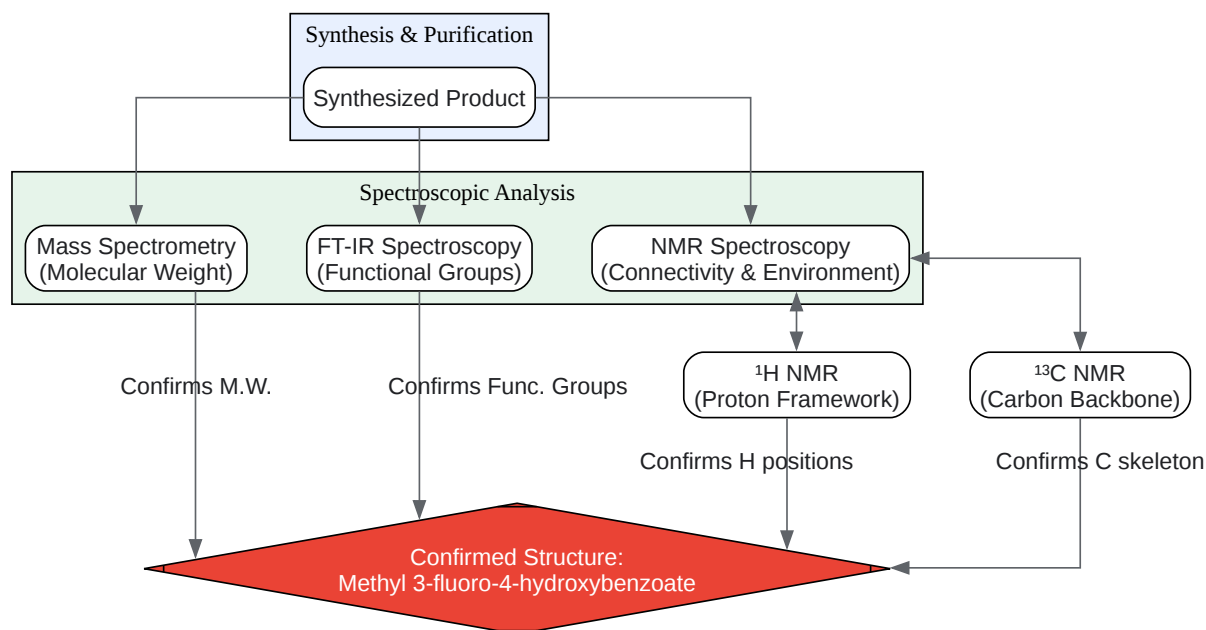 Synthesis & Purification
Synthesized Product
Spectroscopic Analysis
Mass Spectrometry
(Molecular Weight)
FT-IR Spectroscopy
(Functional Groups)
NMR Spectroscopy
(Connectivity & Environment)
¹H NMR
(Proton Framework)
¹³C NMR
(Carbon Backbone)
Confirms M.W.
Confirms Func. Groups
Confirms H positions
Confirms C skeleton
Confirmed Structure:
Methyl 3-fluoro-4-hydroxybenzoate